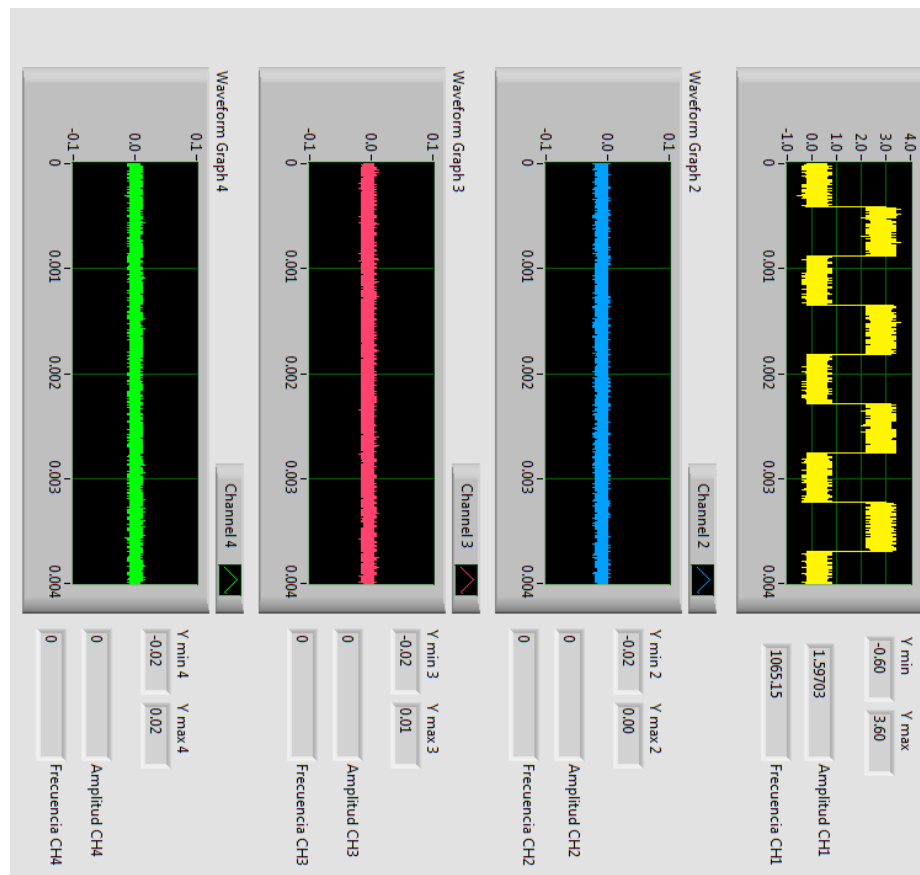 4.0
3.0
2.0
1.0
0.0
-1.0
0
0.001
0.002
0.003
0.004
Y min
Y max
-0.60
3.60
1.59703
Amplitud CH1
1065.15
Frecuencia CH1
Waveform Graph 2
Channel 2
0.1
0.0
-0.1
0
0.001
0.002
0.003
0.004
Y min 2
Y max 2
-0.02
0.00
0
Amplitud CH2
0
Frecuencia CH2
Waveform Graph 3
Channel 3
0.1
0.0
-0.1
0
0.001
0.002
0.003
0.004
Y min 3
Y max 3
-0.02
0.01
0
Amplitud CH3
0
Frecuencia CH3
Waveform Graph 4
Channel 4
0.1
0.0
-0.1
0
0.001
0.002
0.003
0.004
Y min 4
Y max 4
-0.02
0.02
0
Amplitud CH4
0
Frecuencia CH4